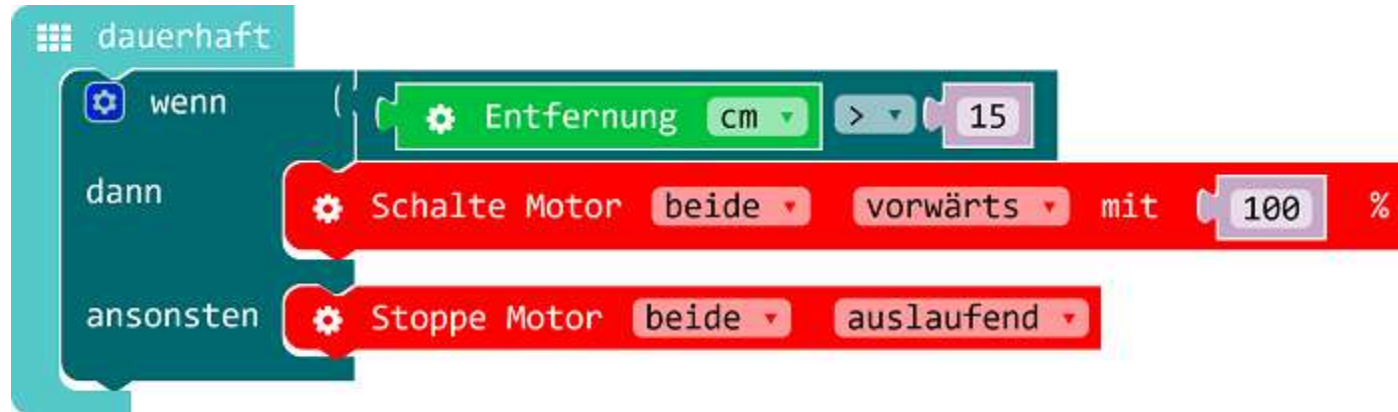 dauerhaft
wenn ( Entfernung cm > 15
dann Schalte Motor beide vorwärts mit 100 %
ansonsten Stoppe Motor beide auslaufend